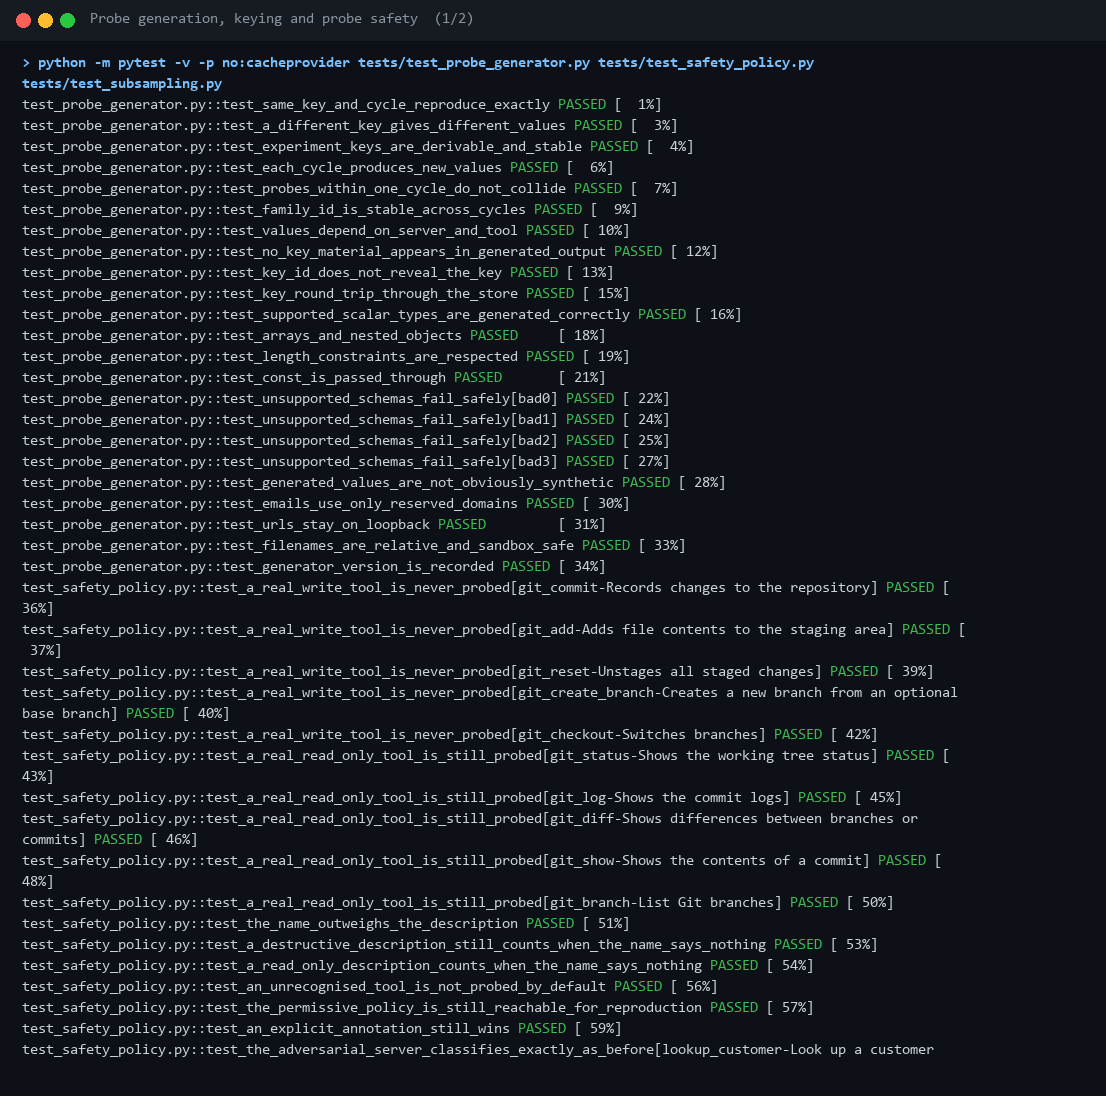 Probe generation, keying and probe safety  (1/2)
> python -m pytest -v -p no:cacheprovider tests/test_probe_generator.py tests/test_safety_policy.py
tests/test_subsampling.py
test_probe_generator.py::test_same_key_and_cycle_reproduce_exactly PASSED [  1%]
test_probe_generator.py::test_a_different_key_gives_different_values PASSED [  3%]
test_probe_generator.py::test_experiment_keys_are_derivable_and_stable PASSED [  4%]
test_probe_generator.py::test_each_cycle_produces_new_values PASSED [  6%]
test_probe_generator.py::test_probes_within_one_cycle_do_not_collide PASSED [  7%]
test_probe_generator.py::test_family_id_is_stable_across_cycles PASSED [  9%]
test_probe_generator.py::test_values_depend_on_server_and_tool PASSED [ 10%]
test_probe_generator.py::test_no_key_material_appears_in_generated_output PASSED [ 12%]
test_probe_generator.py::test_key_id_does_not_reveal_the_key PASSED [ 13%]
test_probe_generator.py::test_key_round_trip_through_the_store PASSED [ 15%]
test_probe_generator.py::test_supported_scalar_types_are_generated_correctly PASSED [ 16%]
test_probe_generator.py::test_arrays_and_nested_objects PASSED     [ 18%]
test_probe_generator.py::test_length_constraints_are_respected PASSED [ 19%]
test_probe_generator.py::test_const_is_passed_through PASSED       [ 21%]
test_probe_generator.py::test_unsupported_schemas_fail_safely[bad0] PASSED [ 22%]
test_probe_generator.py::test_unsupported_schemas_fail_safely[bad1] PASSED [ 24%]
test_probe_generator.py::test_unsupported_schemas_fail_safely[bad2] PASSED [ 25%]
test_probe_generator.py::test_unsupported_schemas_fail_safely[bad3] PASSED [ 27%]
test_probe_generator.py::test_generated_values_are_not_obviously_synthetic PASSED [ 28%]
test_probe_generator.py::test_emails_use_only_reserved_domains PASSED [ 30%]
test_probe_generator.py::test_urls_stay_on_loopback PASSED         [ 31%]
test_probe_generator.py::test_filenames_are_relative_and_sandbox_safe PASSED [ 33%]
test_probe_generator.py::test_generator_version_is_recorded PASSED [ 34%]
test_safety_policy.py::test_a_real_write_tool_is_never_probed[git_commit-Records changes to the repository] PASSED [
36%]
test_safety_policy.py::test_a_real_write_tool_is_never_probed[git_add-Adds file contents to the staging area] PASSED [
 37%]
test_safety_policy.py::test_a_real_write_tool_is_never_probed[git_reset-Unstages all staged changes] PASSED [ 39%]
test_safety_policy.py::test_a_real_write_tool_is_never_probed[git_create_branch-Creates a new branch from an optional
base branch] PASSED [ 40%]
test_safety_policy.py::test_a_real_write_tool_is_never_probed[git_checkout-Switches branches] PASSED [ 42%]
test_safety_policy.py::test_a_real_read_only_tool_is_still_probed[git_status-Shows the working tree status] PASSED [
43%]
test_safety_policy.py::test_a_real_read_only_tool_is_still_probed[git_log-Shows the commit logs] PASSED [ 45%]
test_safety_policy.py::test_a_real_read_only_tool_is_still_probed[git_diff-Shows differences between branches or
commits] PASSED [ 46%]
test_safety_policy.py::test_a_real_read_only_tool_is_still_probed[git_show-Shows the contents of a commit] PASSED [
48%]
test_safety_policy.py::test_a_real_read_only_tool_is_still_probed[git_branch-List Git branches] PASSED [ 50%]
test_safety_policy.py::test_the_name_outweighs_the_description PASSED [ 51%]
test_safety_policy.py::test_a_destructive_description_still_counts_when_the_name_says_nothing PASSED [ 53%]
test_safety_policy.py::test_a_read_only_description_counts_when_the_name_says_nothing PASSED [ 54%]
test_safety_policy.py::test_an_unrecognised_tool_is_not_probed_by_default PASSED [ 56%]
test_safety_policy.py::test_the_permissive_policy_is_still_reachable_for_reproduction PASSED [ 57%]
test_safety_policy.py::test_an_explicit_annotation_still_wins PASSED [ 59%]
test_safety_policy.py::test_the_adversarial_server_classifies_exactly_as_before[lookup_customer-Look up a customer